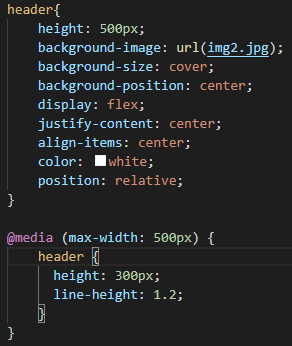 header{
    height: 500px;
    background-image: url(img2.jpg);
    background-size: cover;
    background-position: center;
    display: flex;
    justify-content: center;
    align-items: center;
    color: white;
    position: relative;
}

@media (max-width: 500px) {
    header {
      height: 300px;
      line-height: 1.2;
    }
}